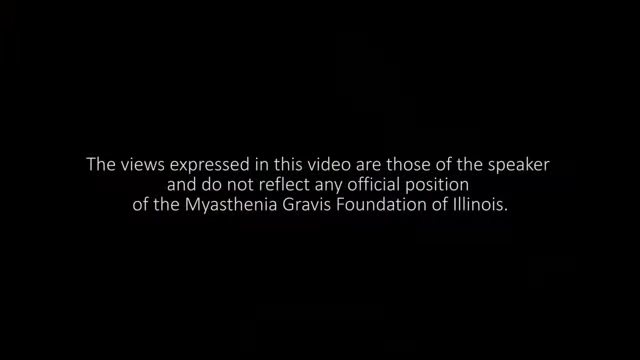 The views expressed in this video are those of the speaker
and do not reflect any official position
of the Myasthenia Gravis Foundation of Illinois.